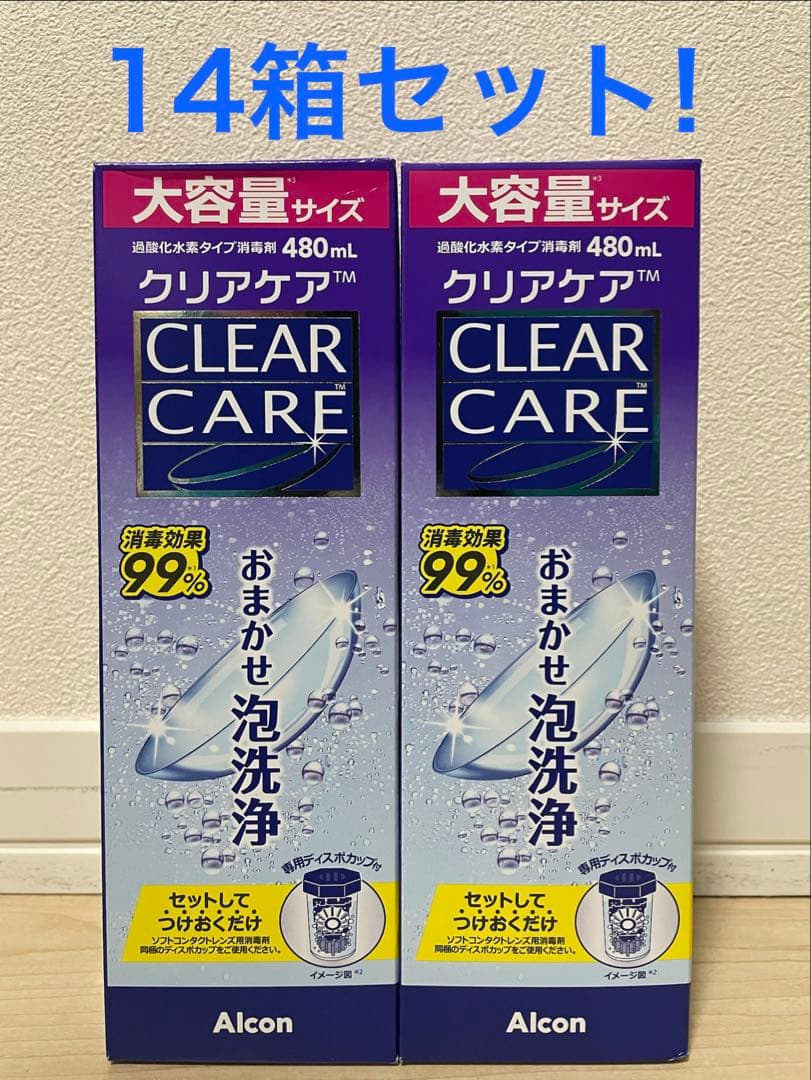 14箱セット!
大容量*3サイズ
過酸化水素タイプ消毒剤 480mL
クリアケア™
CLEAR
CARE™
消毒効果
99%*1
おまかせ泡洗浄
専用ディスポカップ付
セットして
つけおくだけ
ソフトコンタクトレンズ用消毒剤
同梱のディスポカップをご使用ください。
イメージ図*2
Alcon
大容量*3サイズ
過酸化水素タイプ消毒剤 480mL
クリアケア™
CLEAR
CARE™
消毒効果
99%*1
おまかせ泡洗浄
専用ディスポカップ付
セットして
つけおくだけ
ソフトコンタクトレンズ用消毒剤
同梱のディスポカップをご使用ください。
イメージ図*2
Alcon